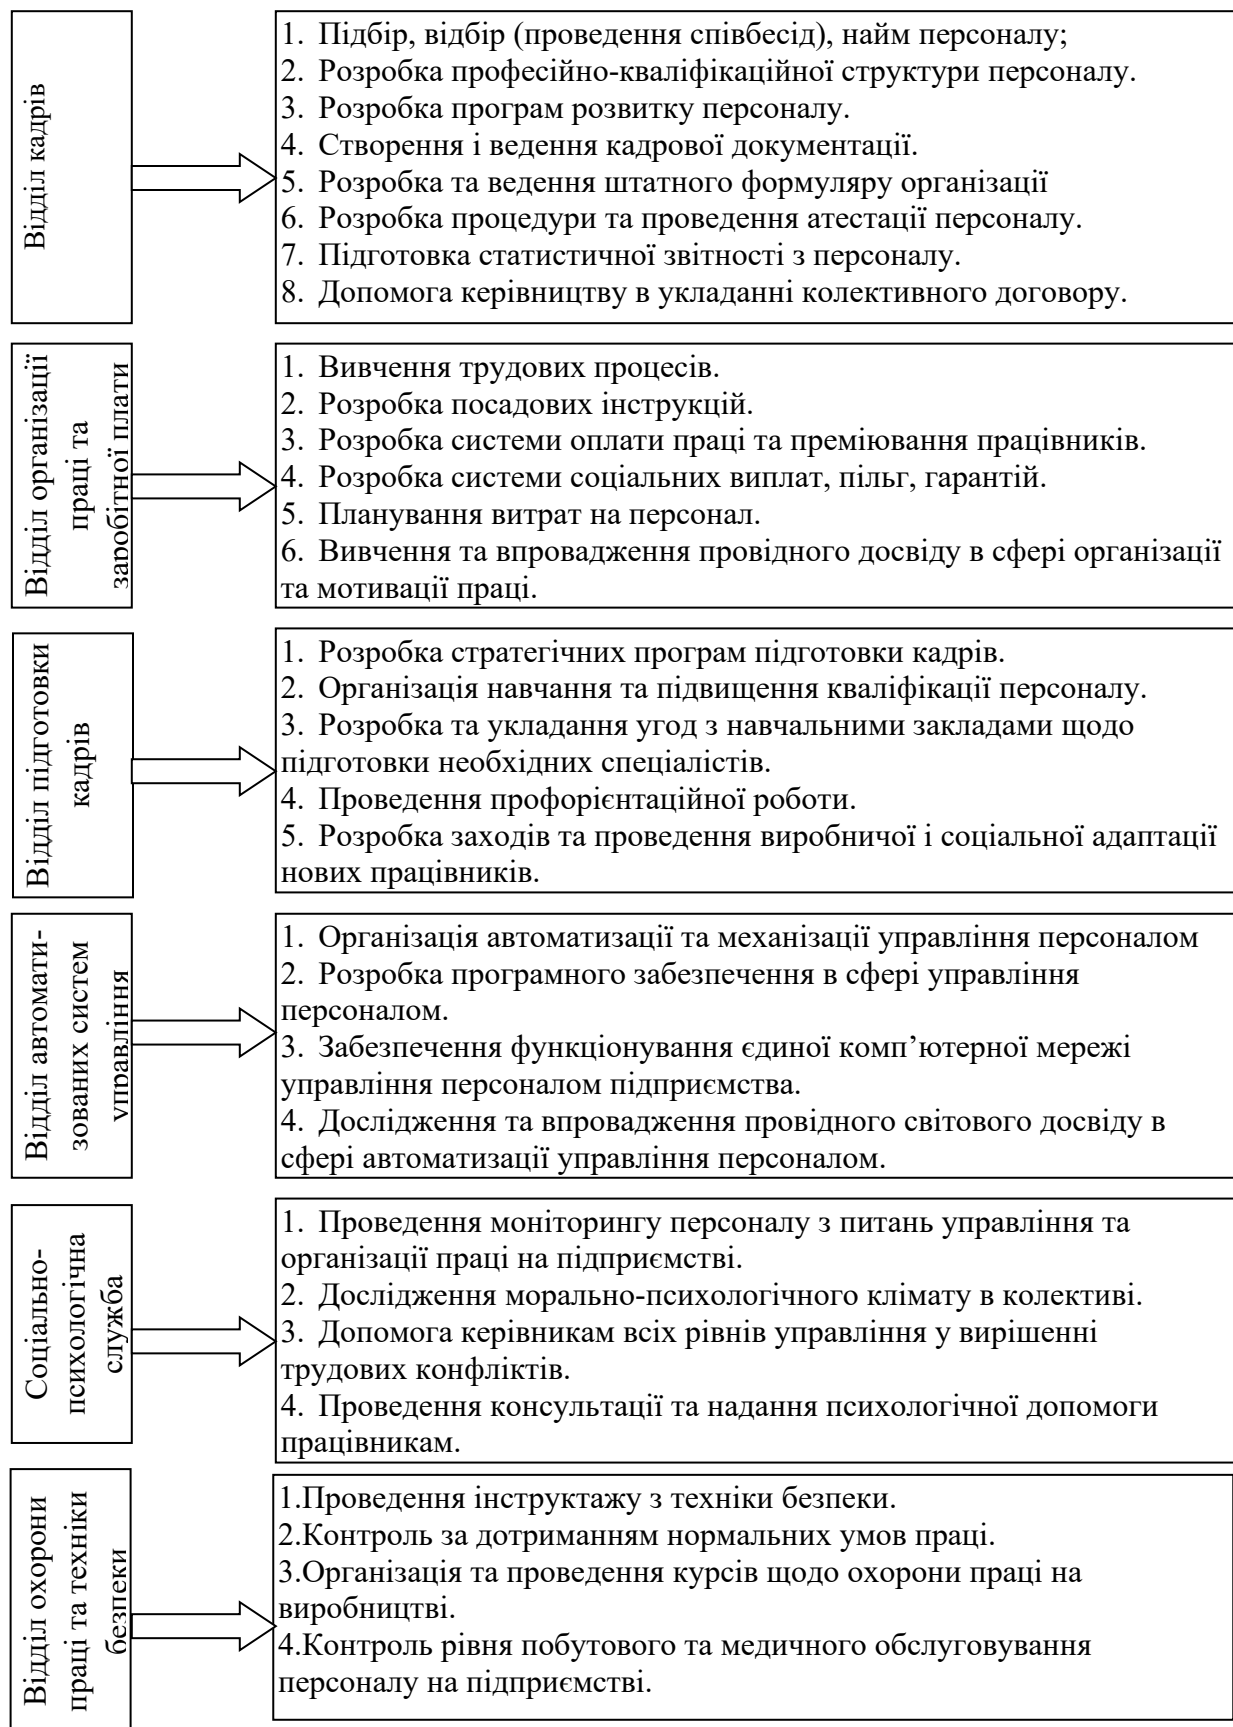 Відділ кадрів
1. Підбір, відбір (проведення співбесід), найм персоналу;
2. Розробка професійно-кваліфікаційної структури персоналу.
3. Розробка програм розвитку персоналу.
4. Створення і ведення кадрової документації.
5. Розробка та ведення штатного формуляру організації
6. Розробка процедури та проведення атестації персоналу.
7. Підготовка статистичної звітності з персоналу.
8. Допомога керівництву в укладанні колективного договору.
Відділ організації
праці та
заробітної плати
1. Вивчення трудових процесів.
2. Розробка посадових інструкцій.
3. Розробка системи оплати праці та преміювання працівників.
4. Розробка системи соціальних виплат, пільг, гарантій.
5. Планування витрат на персонал.
6. Вивчення та впровадження провідного досвіду в сфері організації
та мотивації праці.
Відділ підготовки
кадрів
1. Розробка стратегічних програм підготовки кадрів.
2. Організація навчання та підвищення кваліфікації персоналу.
3. Розробка та укладання угод з навчальними закладами щодо
підготовки необхідних спеціалістів.
4. Проведення профорієнтаційної роботи.
5. Розробка заходів та проведення виробничої і соціальної адаптації
нових працівників.
Відділ автомати-
зованих систем
управління
1. Організація автоматизації та механізації управління персоналом
2. Розробка програмного забезпечення в сфері управління
персоналом.
3. Забезпечення функціонування єдиної комп’ютерної мережі
управління персоналом підприємства.
4. Дослідження та впровадження провідного світового досвіду в
сфері автоматизації управління персоналом.
Соціально-
психологічна
служба
1. Проведення моніторингу персоналу з питань управління та
організації праці на підприємстві.
2. Дослідження морально-психологічного клімату в колективі.
3. Допомога керівникам всіх рівнів управління у вирішенні
трудових конфліктів.
4. Проведення консультації та надання психологічної допомоги
працівникам.
Відділ охорони
праці та техніки
безпеки
1.Проведення інструктажу з техніки безпеки.
2.Контроль за дотриманням нормальних умов праці.
3.Організація та проведення курсів щодо охорони праці на
виробництві.
4.Контроль рівня побутового та медичного обслуговування
персоналу на підприємстві.